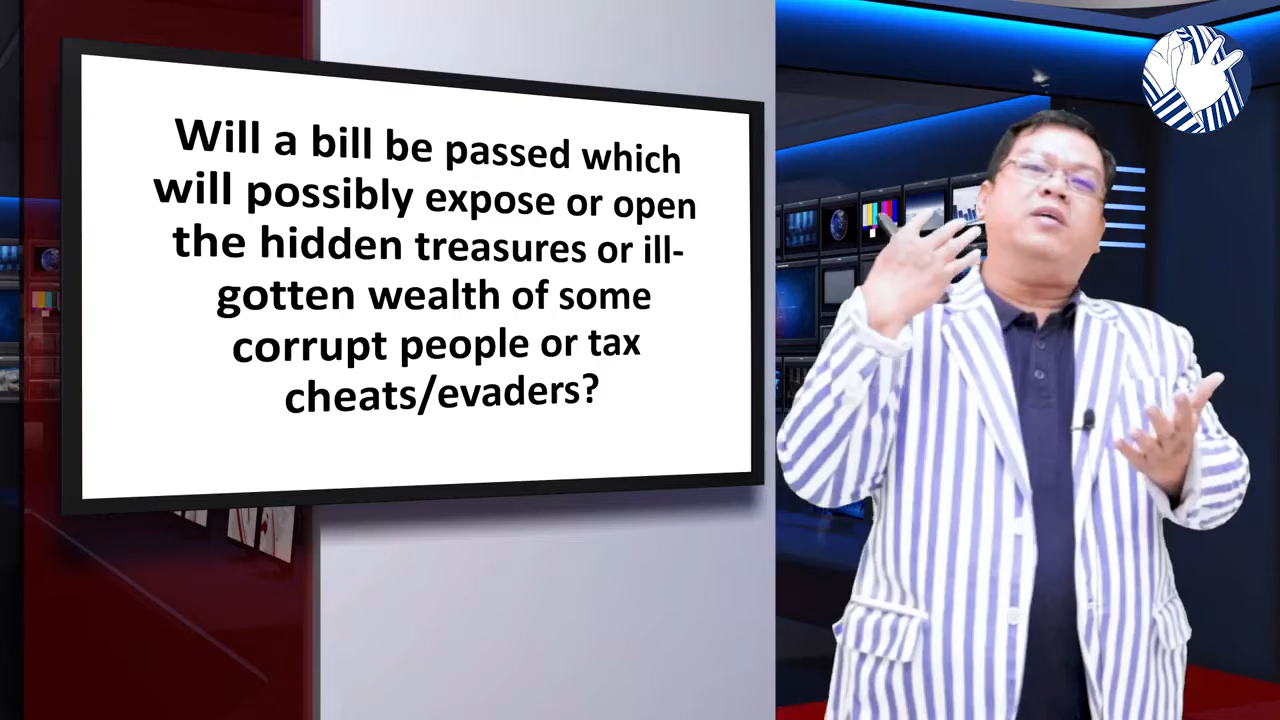 Will a bill be passed which
will possibly expose or open
the hidden treasures or ill-
gotten wealth of some
corrupt people or tax
cheats/evaders?